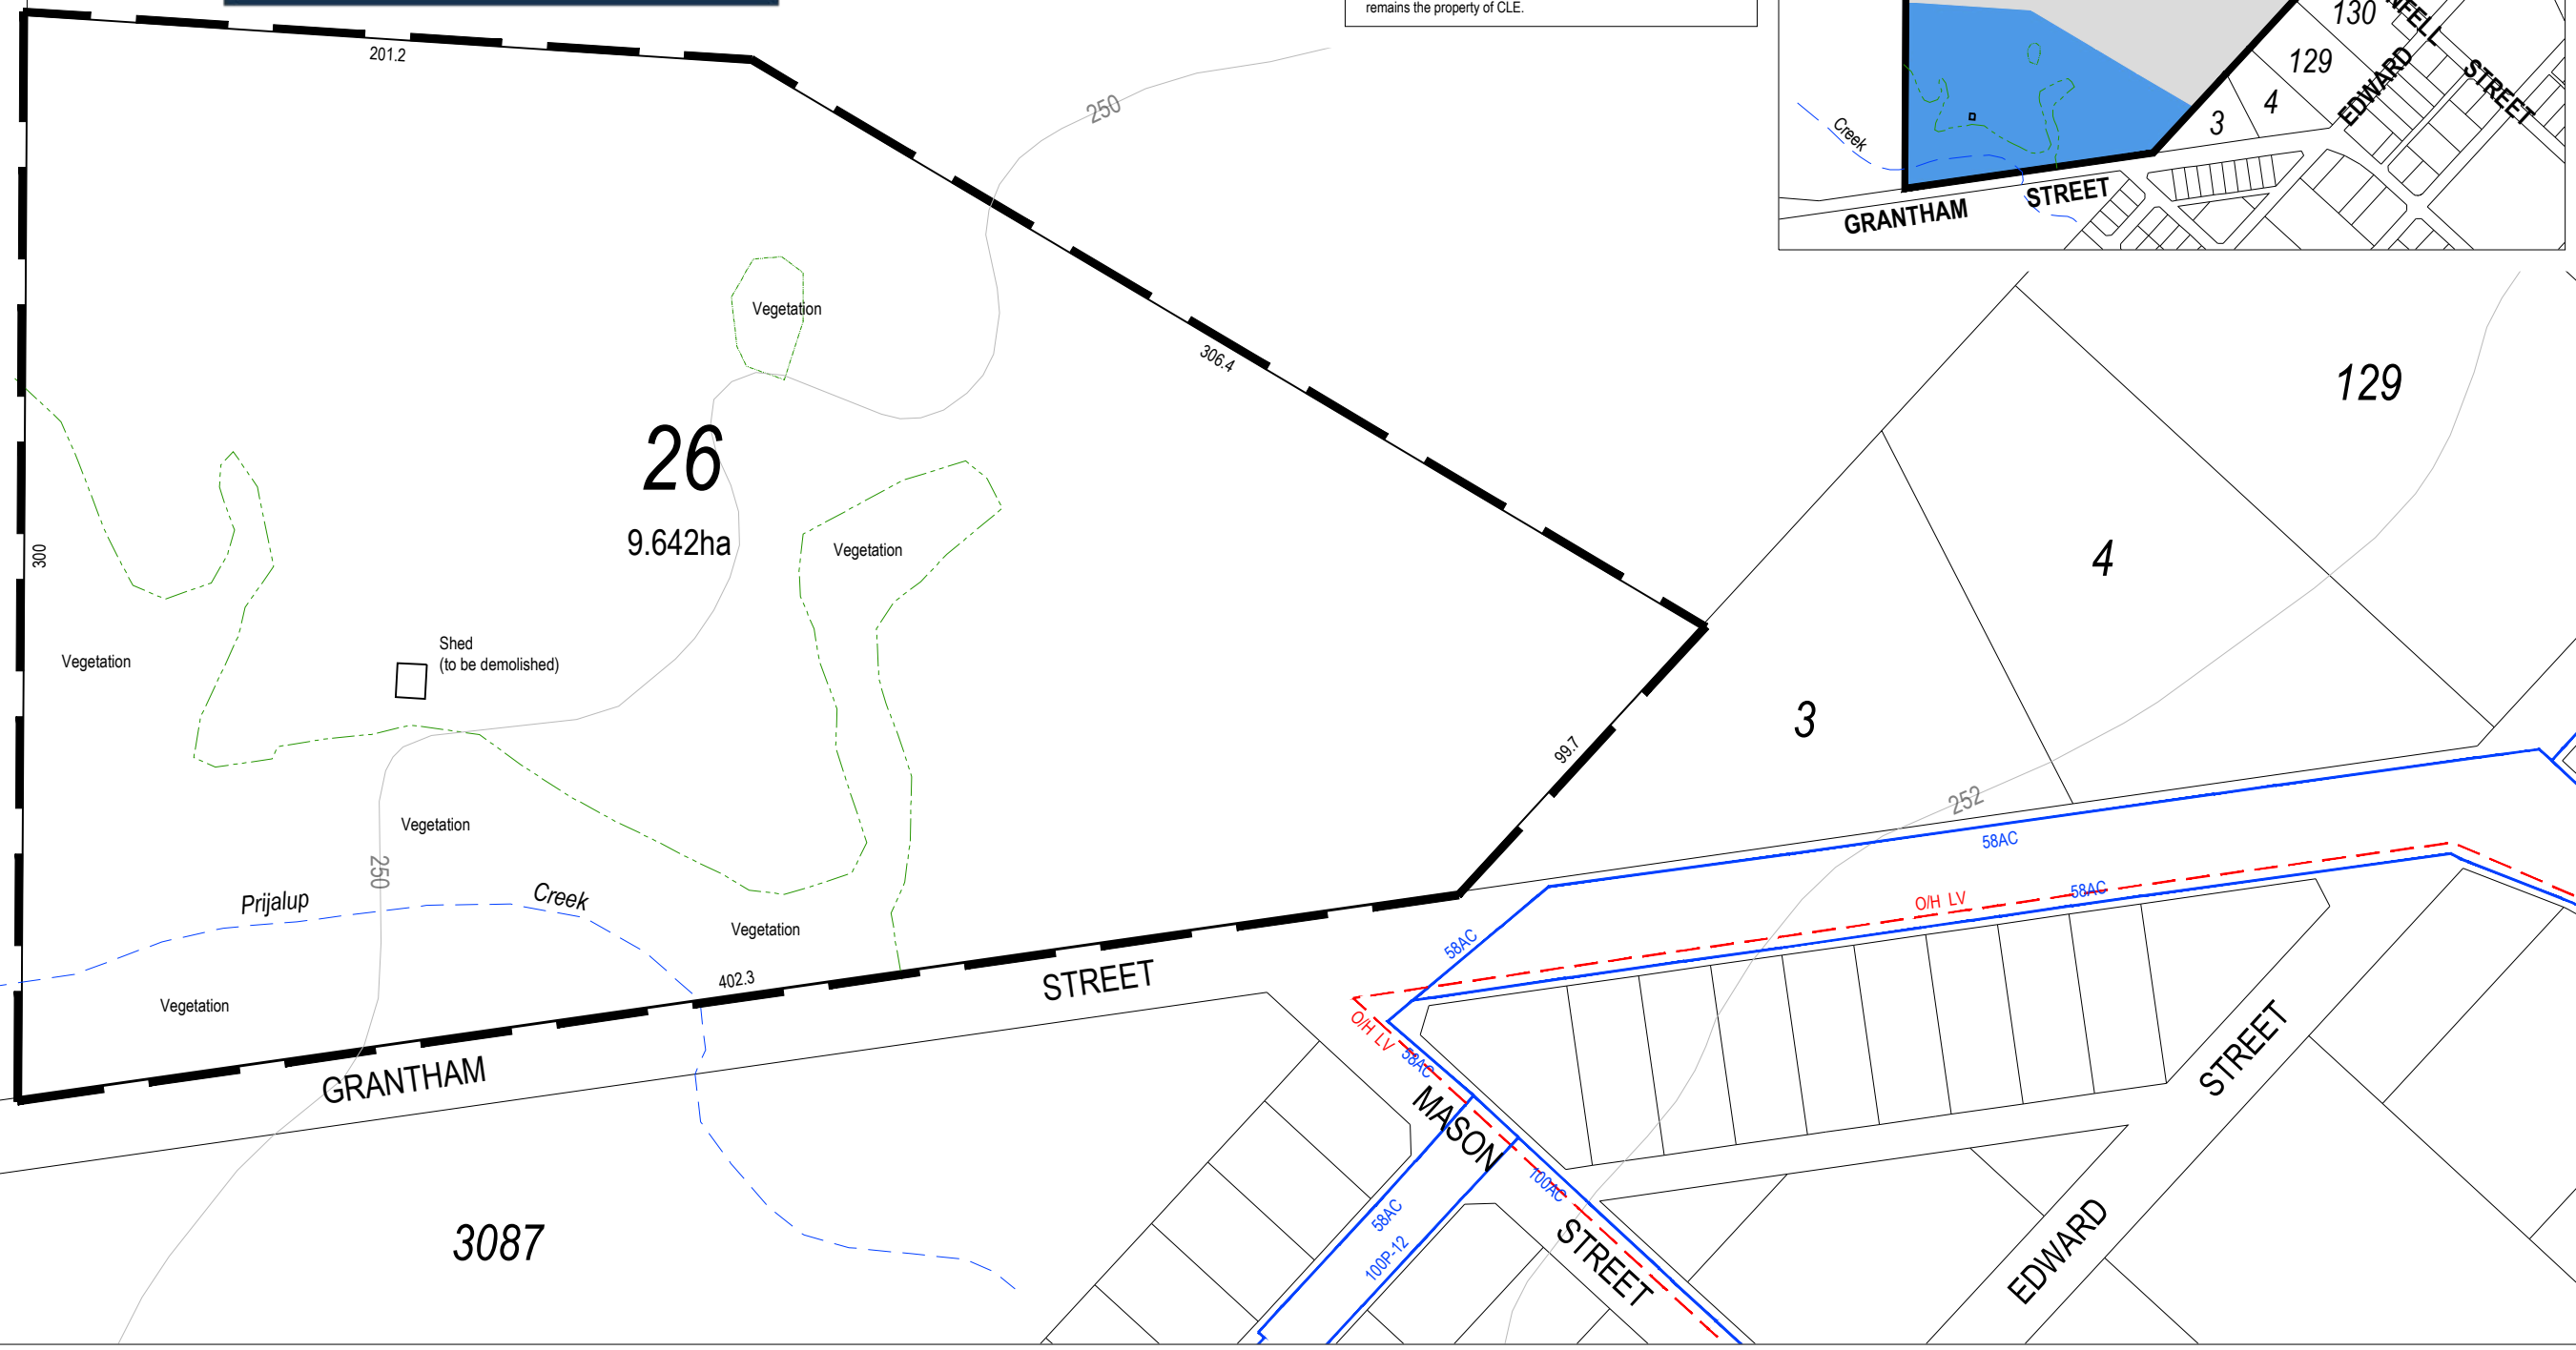 remains the property of CLE.
130
129
EDWARD
STREET
4
3
Creek
STREET
GRANTHAM
201.2
250
306.4
Vegetation
129
26
9.642ha
Vegetation
300
4
Shed
(to be demolished)
Vegetation
3
99.7
252
58AC
Vegetation
250
58AC
O/H LV
Prijalup
Creek
Vegetation
58AC
402.3
STREET
Vegetation
O/H LV
58AC
GRANTHAM
MASON
STREET
100AC
58AC
100P-12
3087
STREET
EDWARD